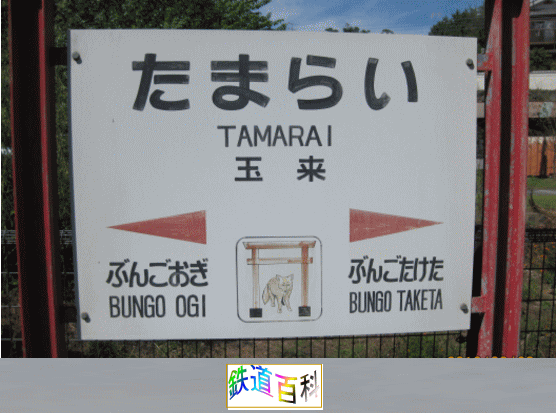 たまらい
TAMARAI
玉来
ぶんごおぎ ぶんごたけた
BUNGO OGI BUNGO TAKETA
鉄道百科